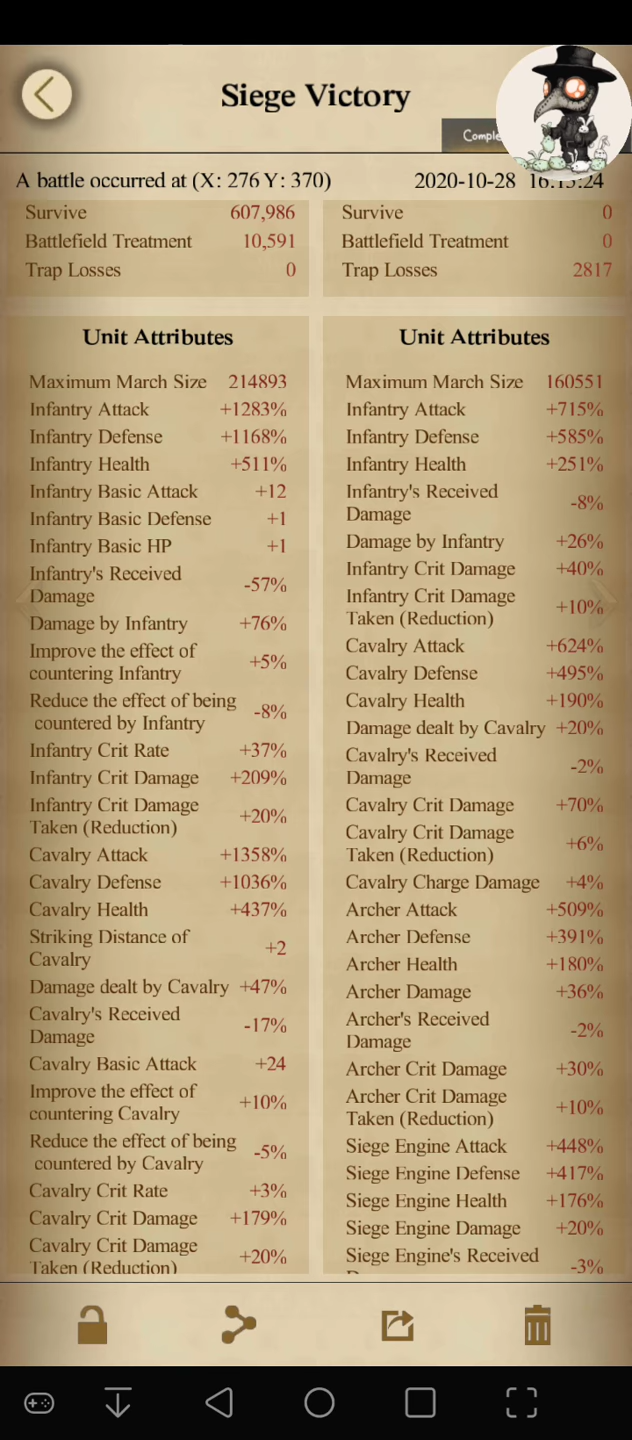 Siege Victory
Comple
A battle occurred at (X: 276 Y: 370) 2020-10-28
Survive 607,986
Battlefield Treatment 10,591
Trap Losses 0
Survive 0
Battlefield Treatment 0
Trap Losses 2817
Unit Attributes
Maximum March Size 214893
Infantry Attack +1283%
Infantry Defense +1168%
Infantry Health +511%
Infantry Basic Attack +12
Infantry Basic Defense +1
Infantry Basic HP +1
Infantry's Received
Damage -57%
Damage by Infantry +76%
Improve the effect of
countering Infantry +5%
Reduce the effect of being
countered by Infantry -8%
Infantry Crit Rate +37%
Infantry Crit Damage +209%
Infantry Crit Damage
Taken (Reduction) +20%
Cavalry Attack +1358%
Cavalry Defense +1036%
Cavalry Health +437%
Striking Distance of
Cavalry +2
Damage dealt by Cavalry +47%
Cavalry's Received
Damage -17%
Cavalry Basic Attack +24
Improve the effect of
countering Cavalry +10%
Reduce the effect of being
countered by Cavalry -5%
Cavalry Crit Rate +3%
Cavalry Crit Damage +179%
Cavalry Crit Damage
Taken (Reduction) +20%
Unit Attributes
Maximum March Size 160551
Infantry Attack +715%
Infantry Defense +585%
Infantry Health +251%
Infantry's Received
Damage -8%
Damage by Infantry +26%
Infantry Crit Damage +40%
Infantry Crit Damage
Taken (Reduction) +10%
Cavalry Attack +624%
Cavalry Defense +495%
Cavalry Health +190%
Damage dealt by Cavalry +20%
Cavalry's Received
Damage -2%
Cavalry Crit Damage +70%
Cavalry Crit Damage
Taken (Reduction) +6%
Cavalry Charge Damage +4%
Archer Attack +509%
Archer Defense +391%
Archer Health +180%
Archer Damage +36%
Archer's Received
Damage -2%
Archer Crit Damage +30%
Archer Crit Damage
Taken (Reduction) +10%
Siege Engine Attack +448%
Siege Engine Defense +417%
Siege Engine Health +176%
Siege Engine Damage +20%
Siege Engine's Received
-3%